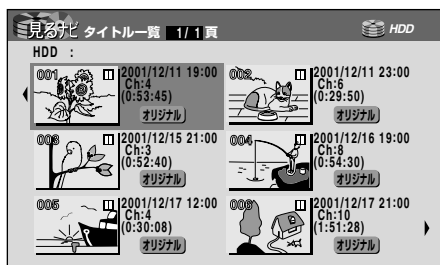 見るナビ タイトル一覧 1/1頁
HDD
HDD :
001
2001/12/11 19:00
Ch:4
(0:53:45)
オリジナル
002
2001/12/11 23:00
Ch:6
(0:29:50)
オリジナル
003
2001/12/15 21:00
Ch:3
(0:52:40)
オリジナル
004
2001/12/16 19:00
Ch:8
(0:54:30)
オリジナル
005
2001/12/17 12:00
Ch:4
(0:30:08)
オリジナル
006
2001/12/17 21:00
Ch:10
(1:51:28)
オリジナル